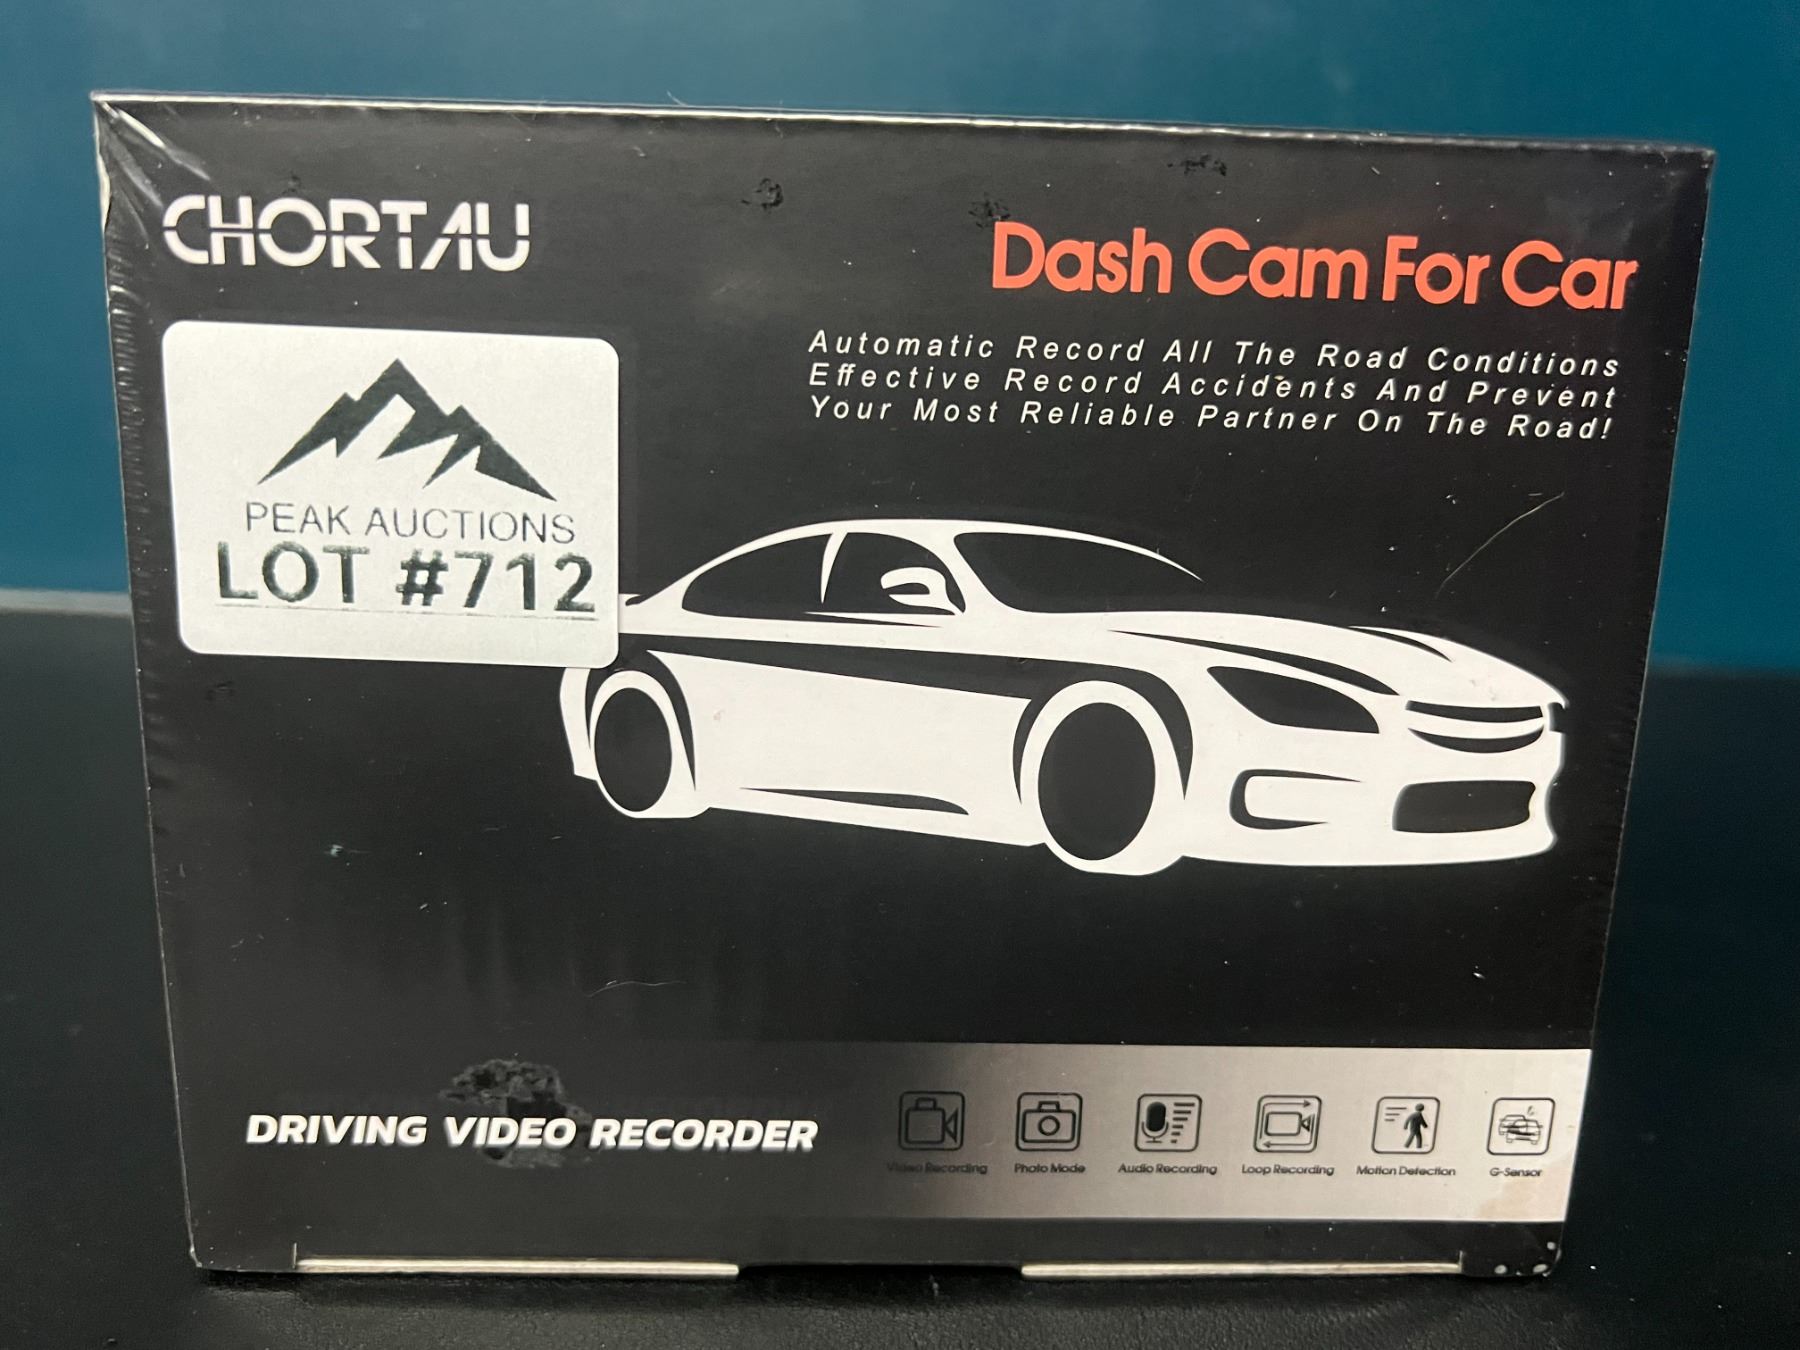 CHORTAU
Dash Cam For Car
Automatic Record All The Road Conditions
Effective Record Accidents And Prevent
Your Most Reliable Partner On The Road!
PEAK AUCTIONS
LOT #712
DRIVING VIDEO RECORDER
Video Recording
Photo Mode
Audio Recording
Loop Recording
Motion Detection
G-Sensor